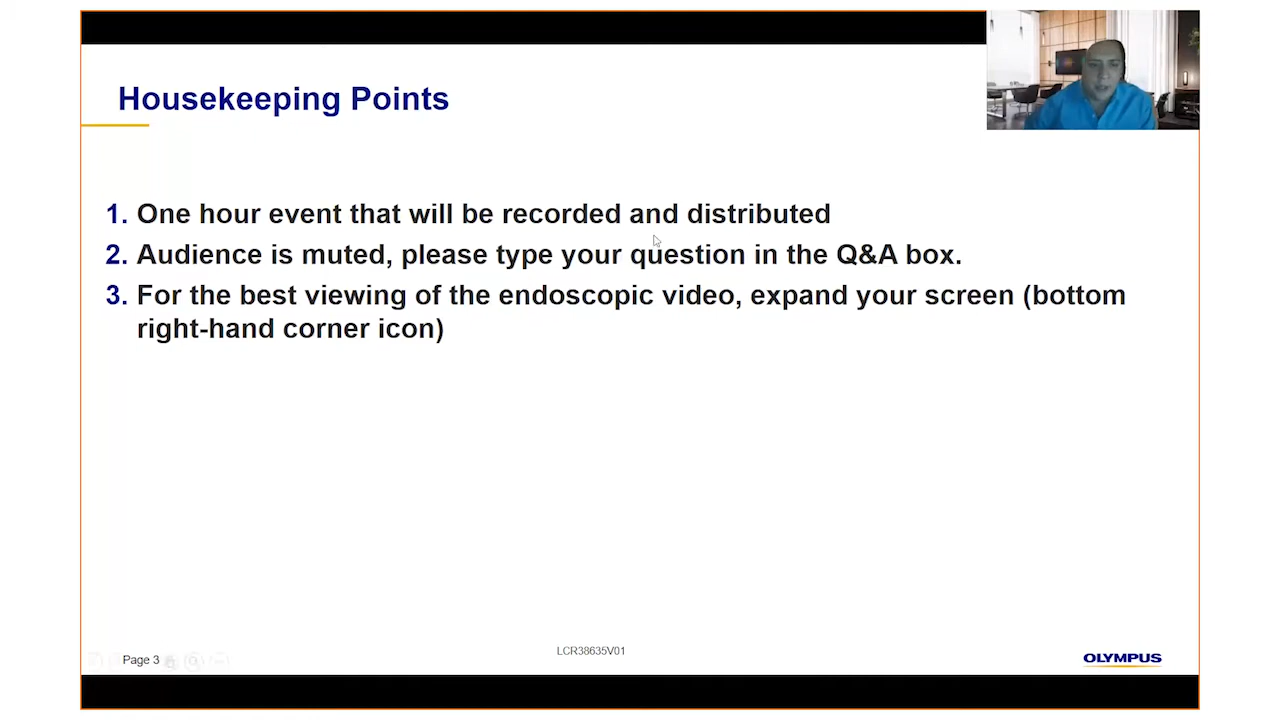 Housekeeping Points
1. One hour event that will be recorded and distributed
2. Audience is muted, please type your question in the Q&A box.
3. For the best viewing of the endoscopic video, expand your screen (bottom
right-hand corner icon)
LCR38635V01
Page 3
OLYMPUS